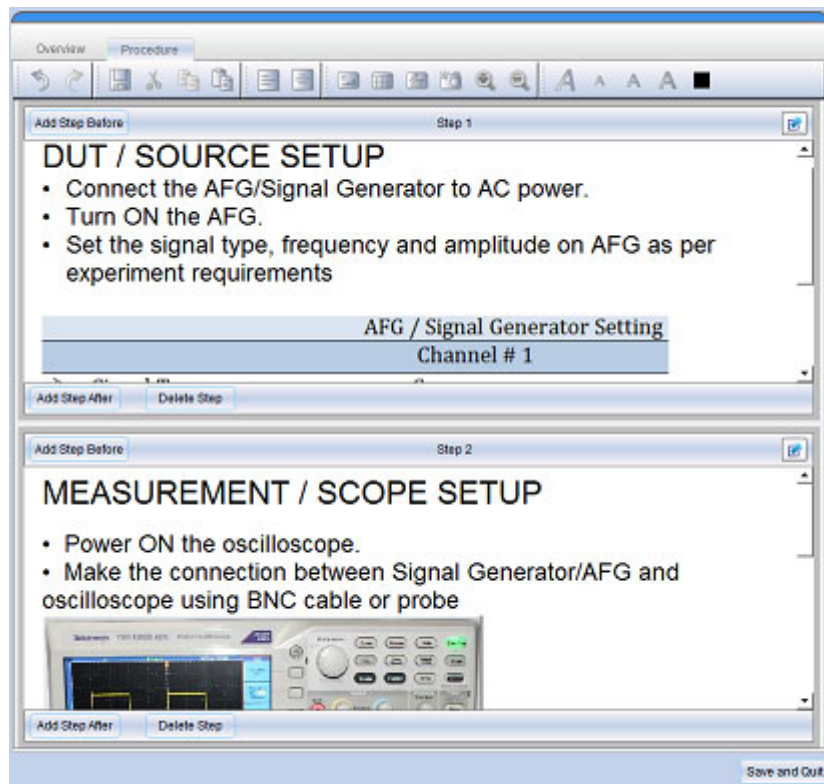 Overview Procedure
Add Step Before Step 1
DUT / SOURCE SETUP
• Connect the AFG/Signal Generator to AC power.
• Turn ON the AFG.
• Set the signal type, frequency and amplitude on AFG as per
experiment requirements
AFG / Signal Generator Setting
Channel # 1
Add Step After Delete Step
Add Step Before Step 2
MEASUREMENT / SCOPE SETUP
• Power ON the oscilloscope.
• Make the connection between Signal Generator/AFG and
oscilloscope using BNC cable or probe
Tektronix
Add Step After Delete Step
Save and Quit